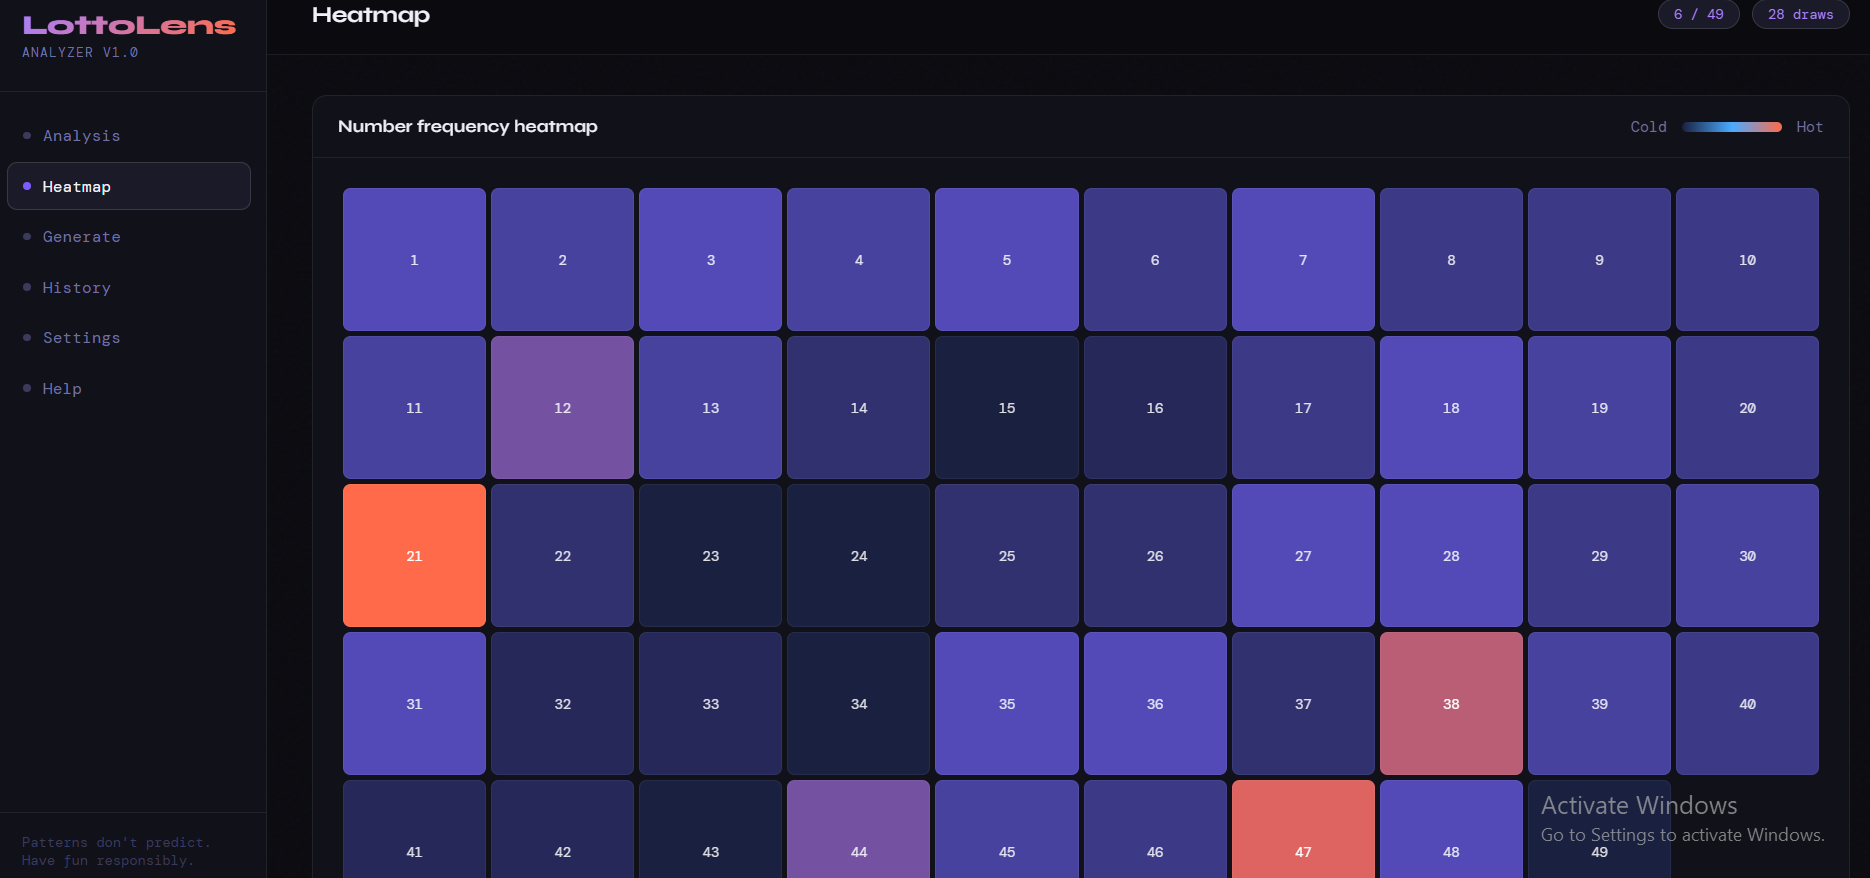 LottoLens
ANALYZER V1.0
Analysis
Heatmap
Generate
History
Settings
Help
Patterns don't predict.
Have fun responsibly.
Heatmap
6 / 49
28 draws
Number frequency heatmap
Cold
Hot
1 2 3 4 5 6 7 8 9 10
11 12 13 14 15 16 17 18 19 20
21 22 23 24 25 26 27 28 29 30
31 32 33 34 35 36 37 38 39 40
41 42 43 44 45 46 47 48 49
Activate Windows
Go to Settings to activate Windows.